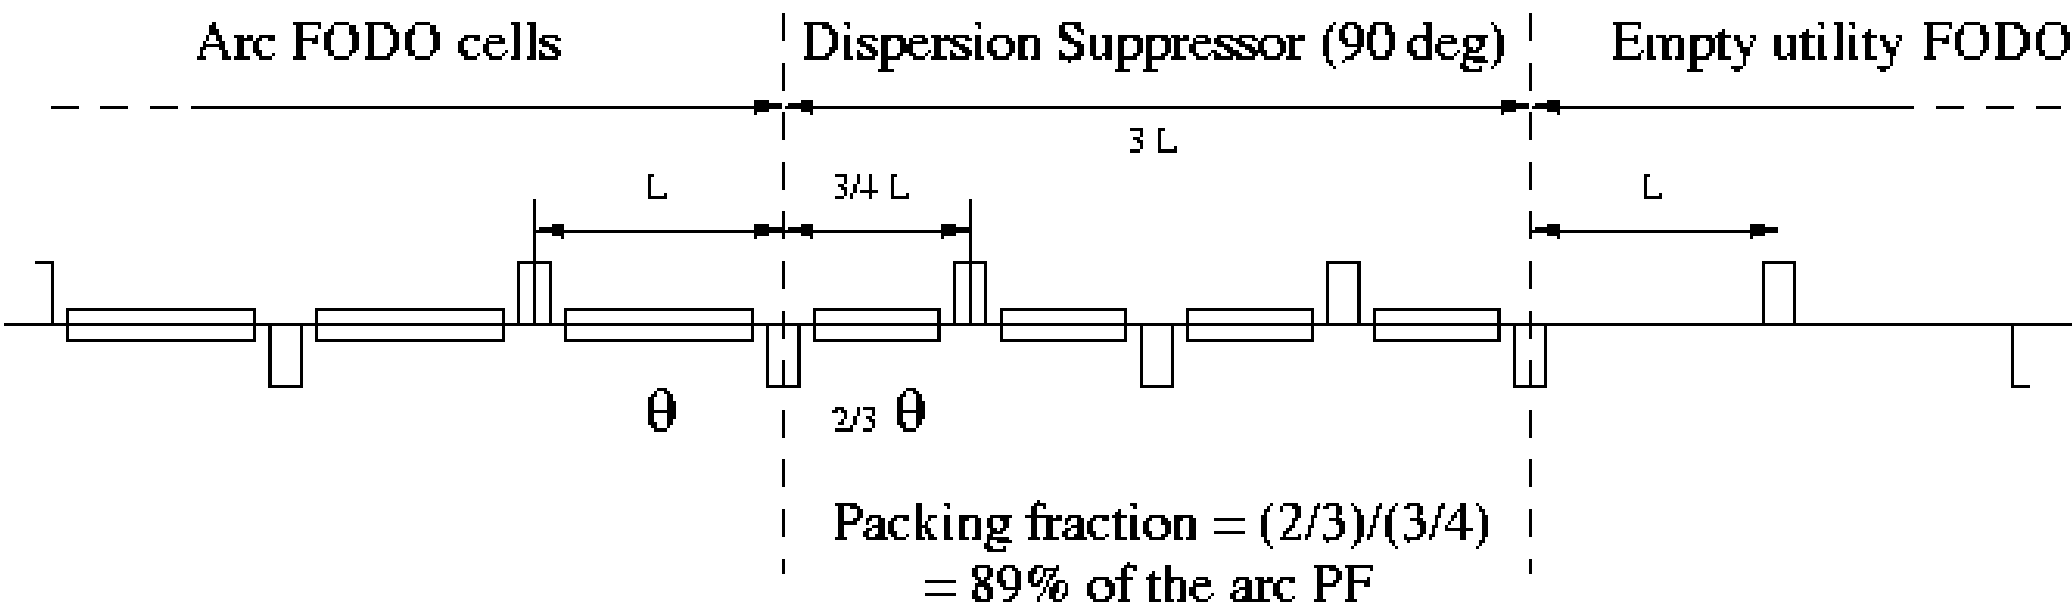 Arc FODO cells
Dispersion Suppressor (90 deg)
Empty utility FODO
3 L
L
3/4 L
L
θ
2/3 θ
Packing fraction = (2/3)/(3/4)
= 89% of the arc PF